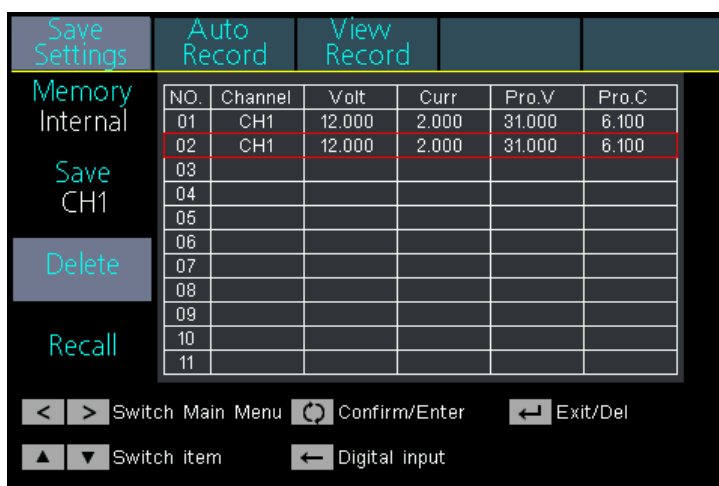 Save Settings Auto Record View Record
Memory
Internal
Save
CH1
Delete
Recall
NO. Channel Volt Curr Pro.V Pro.C
01 CH1 12.000 2.000 31.000 6.100
02 CH1 12.000 2.000 31.000 6.100
03
04
05
06
07
08
09
10
11
< > Switch Main Menu Confirm/Enter Exit/Del
Switch item Digital input